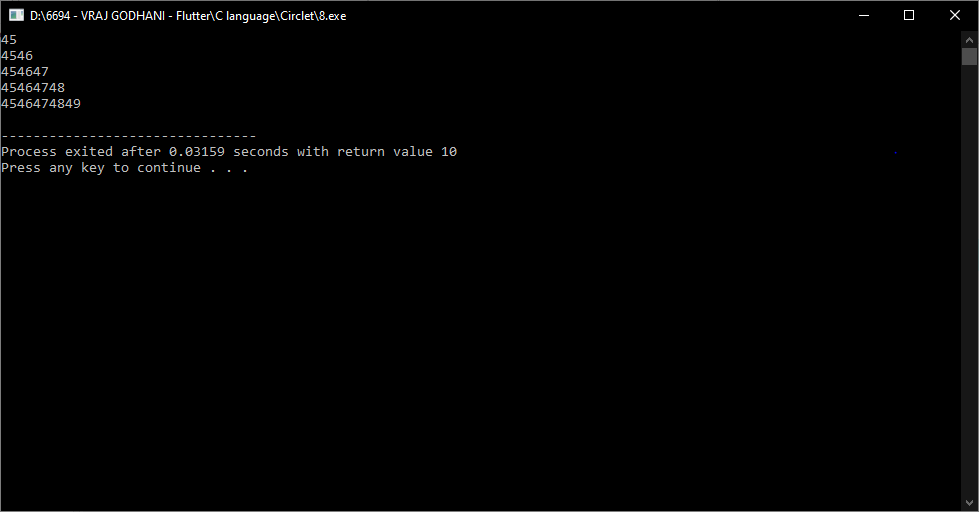 D:\6694 - VRAJ GODHANI - Flutter\C language\Circlet\8.exe
45
4546
454647
45464748
4546474849
--------------------------------
Process exited after 0.03159 seconds with return value 10
Press any key to continue . . .